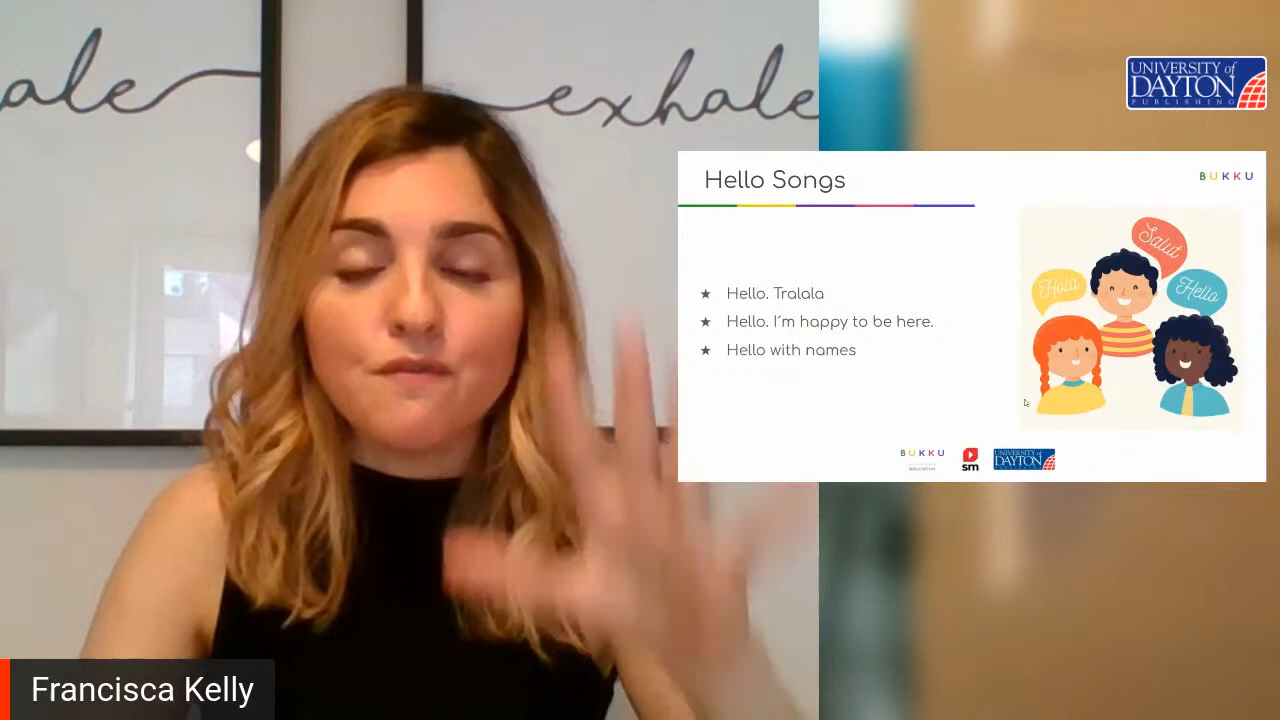 ale
exhale
UNIVERSITY of
DAYTON
PUBLISHING
Hello Songs
BUKKU
Salut
Hola
Hello
★ Hello. Tralala
★ Hello. I´m happy to be here.
★ Hello with names
BUKKU
sm
UNIVERSITY of
DAYTON
Francisca Kelly